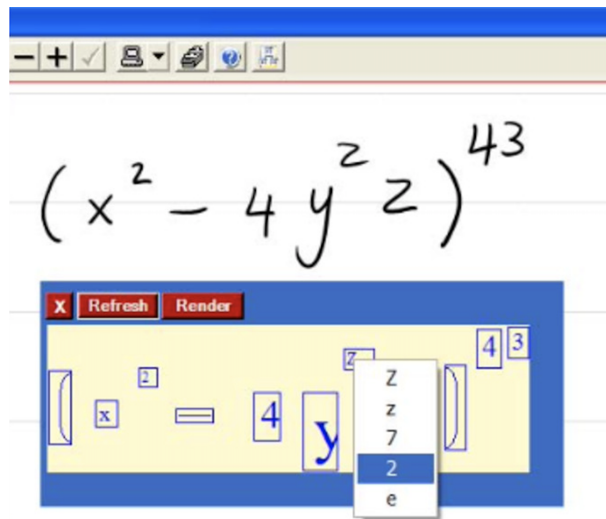 (x² - 4y²z)⁴³
X Refresh Render
( x 2 − 4 y Z ) 4 3
Z
z
7
2
e